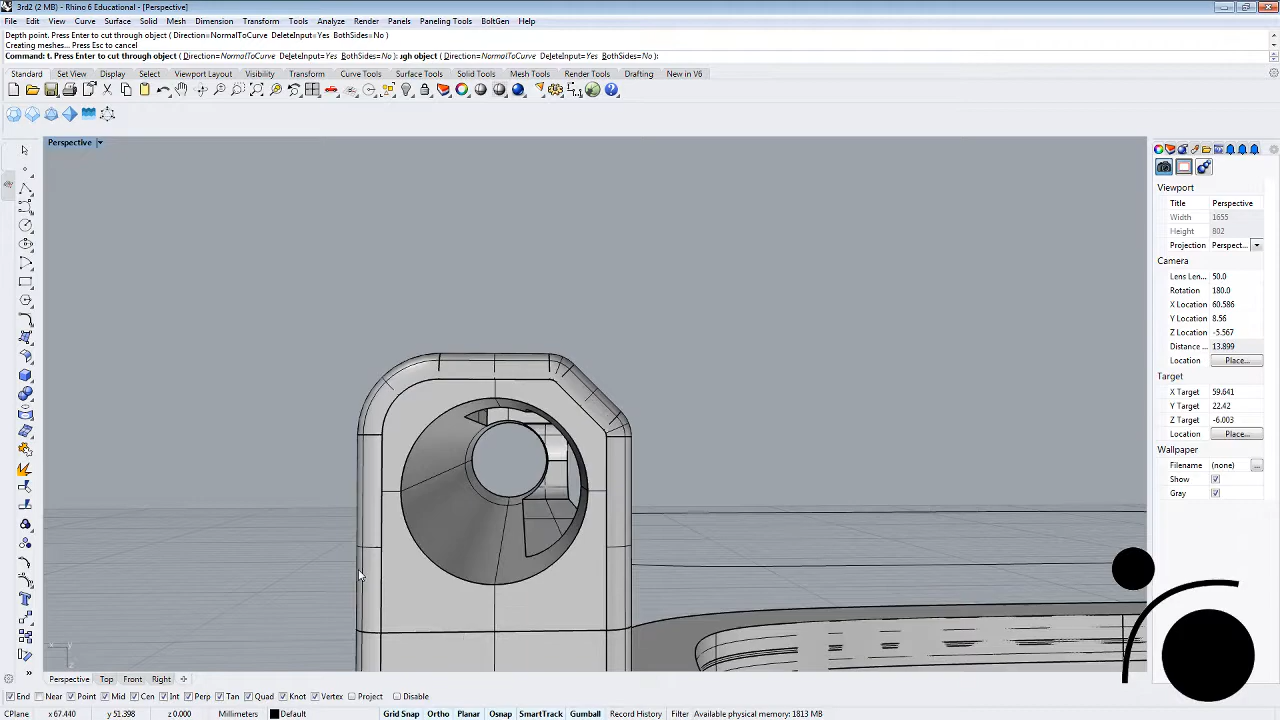 3rd2 (2 MB) - Rhino 6 Educational - [Perspective]
File Edit View Curve Surface Solid Mesh Dimension Transform Tools Analyze Render Panels Paneling Tools BoltGen Help
Depth point. Press Enter to cut through object ( Direction=NormalToCurve DeleteInput=Yes BothSides=No )
Creating meshes... Press Esc to cancel
Command: t. Press Enter to cut through object ( Direction=NormalToCurve DeleteInput=Yes BothSides=No ): ugh object ( Direction=NormalToCurve DeleteInput=Yes BothSides=No ):
Standard Set View Display Select Viewport Layout Visibility Transform Curve Tools Surface Tools Solid Tools Mesh Tools Render Tools Drafting New in V6
Perspective
Viewport
Title Perspective
Width 1655
Height 802
Projection Perspect...
Camera
Lens Len... 50.0
Rotation 180.0
X Location 60.586
Y Location 8.56
Z Location -5.567
Distance ... 13.899
Location Place...
Target
X Target 59.641
Y Target 22.42
Z Target -6.003
Location Place...
Wallpaper
Filename (none) ...
Show
Gray
x y z
Perspective Top Front Right
End Near Point Mid Cen Int Perp Tan Quad Knot Vertex Project Disable
CPlane x 67.440 y 51.398 z 0.000 Millimeters Default Grid Snap Ortho Planar Osnap SmartTrack Gumball Record History Filter Available physical memory: 1813 MB